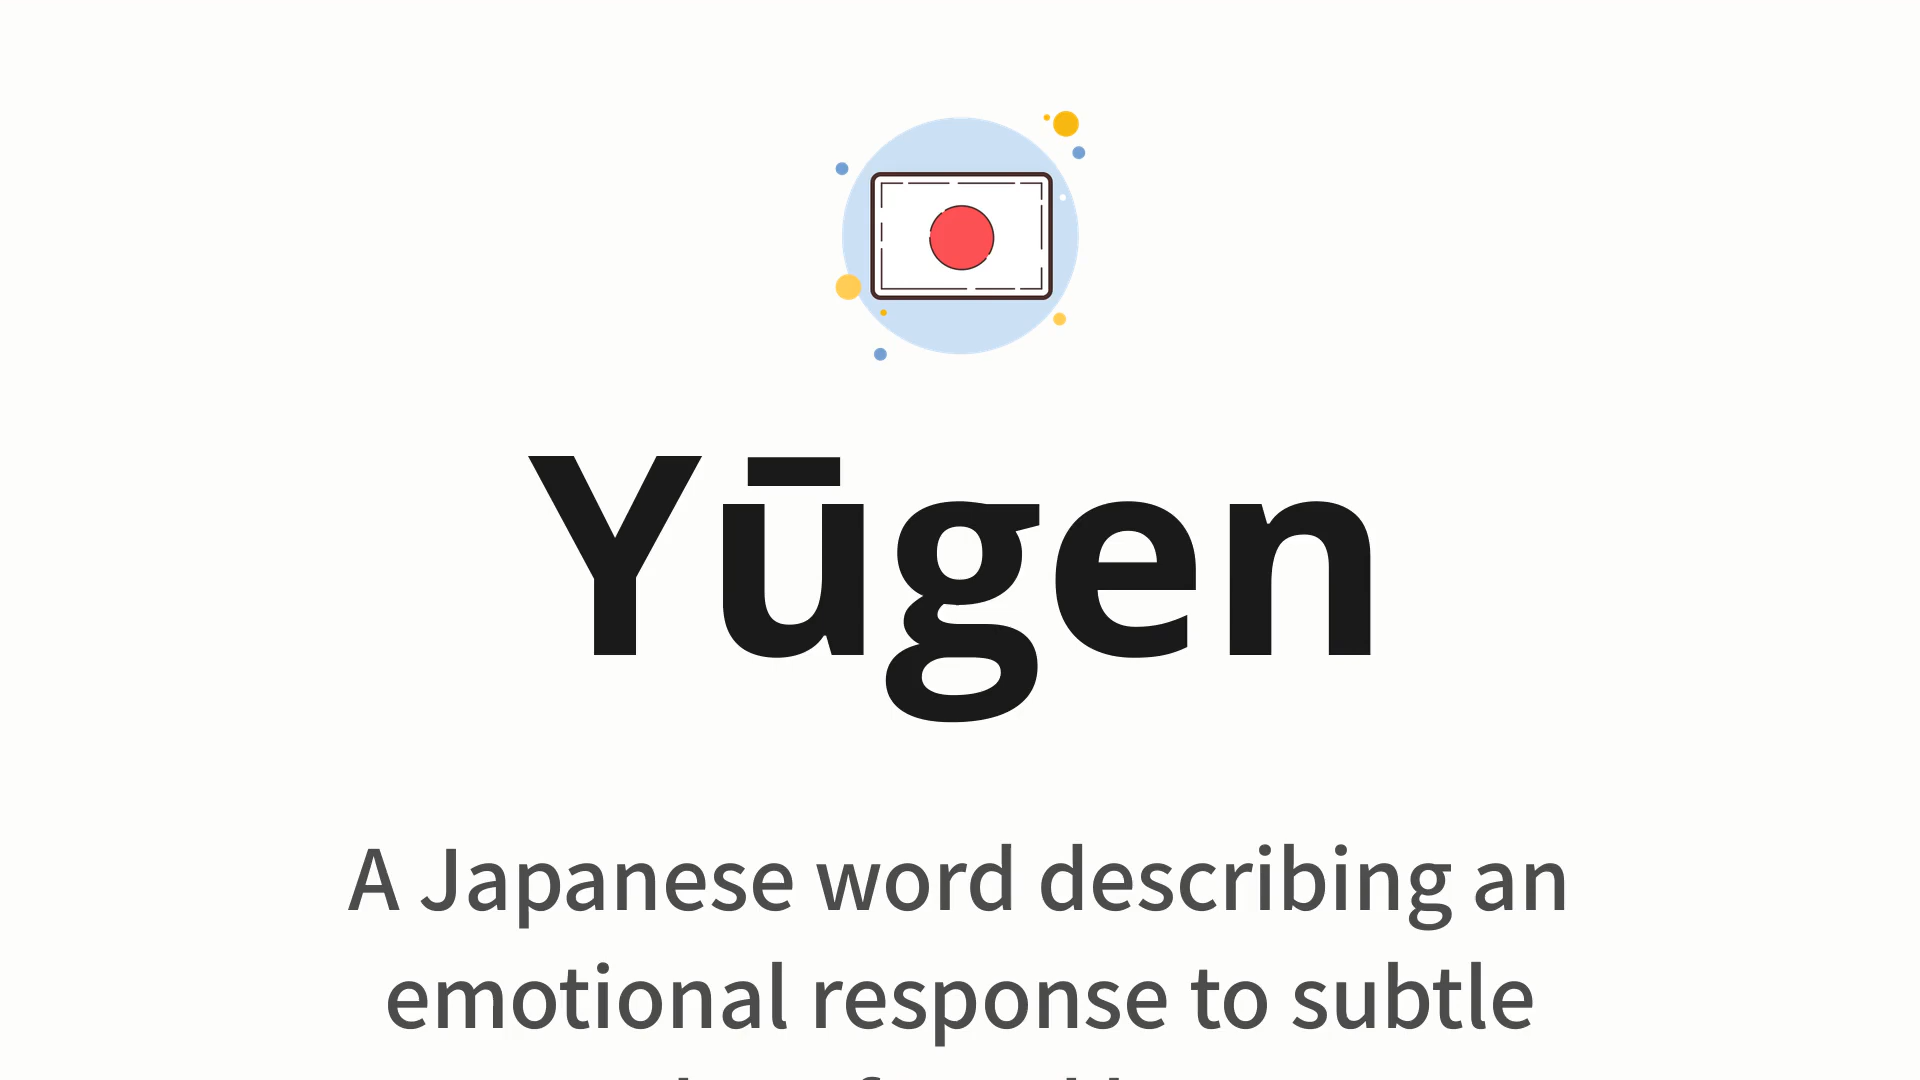 Yūgen
A Japanese word describing an
emotional response to subtle